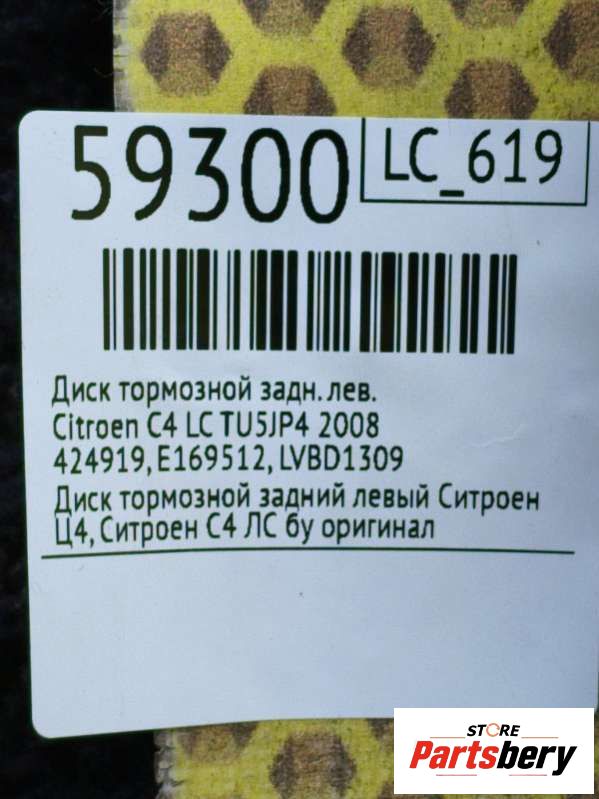 59300
LC_619
Диск тормозной задн. лев.
Citroen C4 LC TU5JP4 2008
424919, E169512, LVBD1309
Диск тормозной задний левый Ситроен
Ц4, Ситроен С4 ЛС бу оригинал
STORE
Partsbery